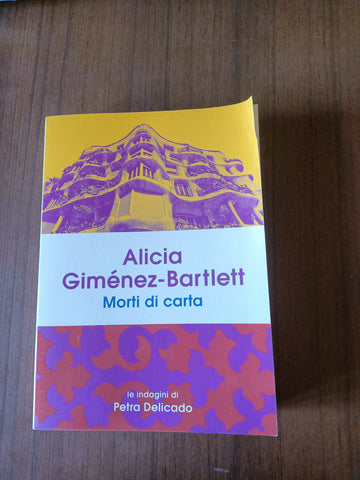 Alicia
Giménez-Bartlett
Morti di carta
le indagini di
Petra Delicado